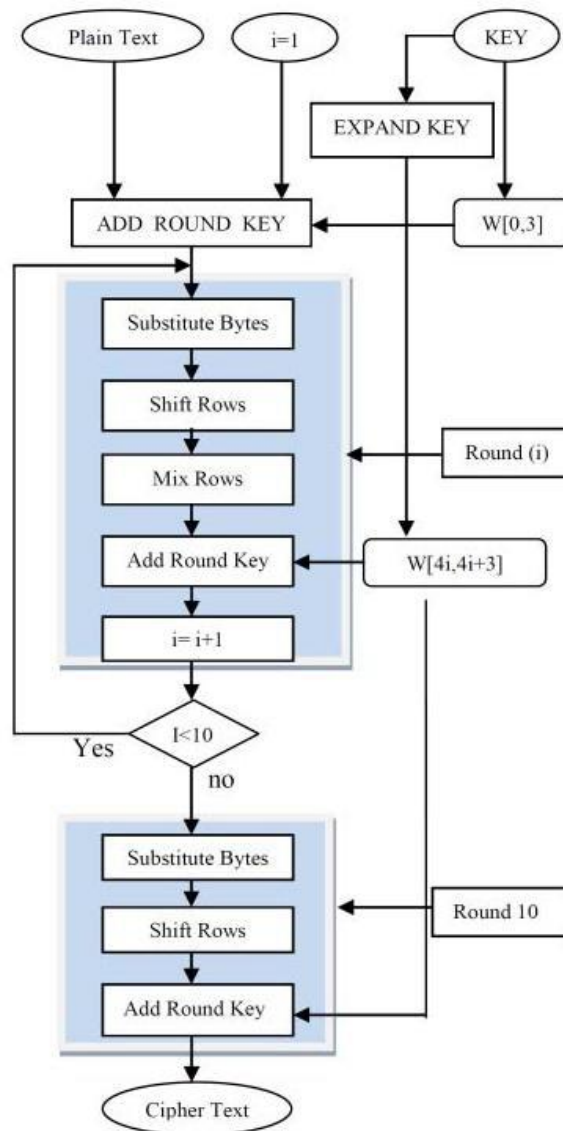 Plain Text
i=1
KEY
EXPAND KEY
ADD ROUND KEY
W[0,3]
Substitute Bytes
Shift Rows
Mix Rows
Round (i)
Add Round Key
W[4i,4i+3]
i= i+1
I<10
Yes
no
Substitute Bytes
Shift Rows
Round 10
Add Round Key
Cipher Text